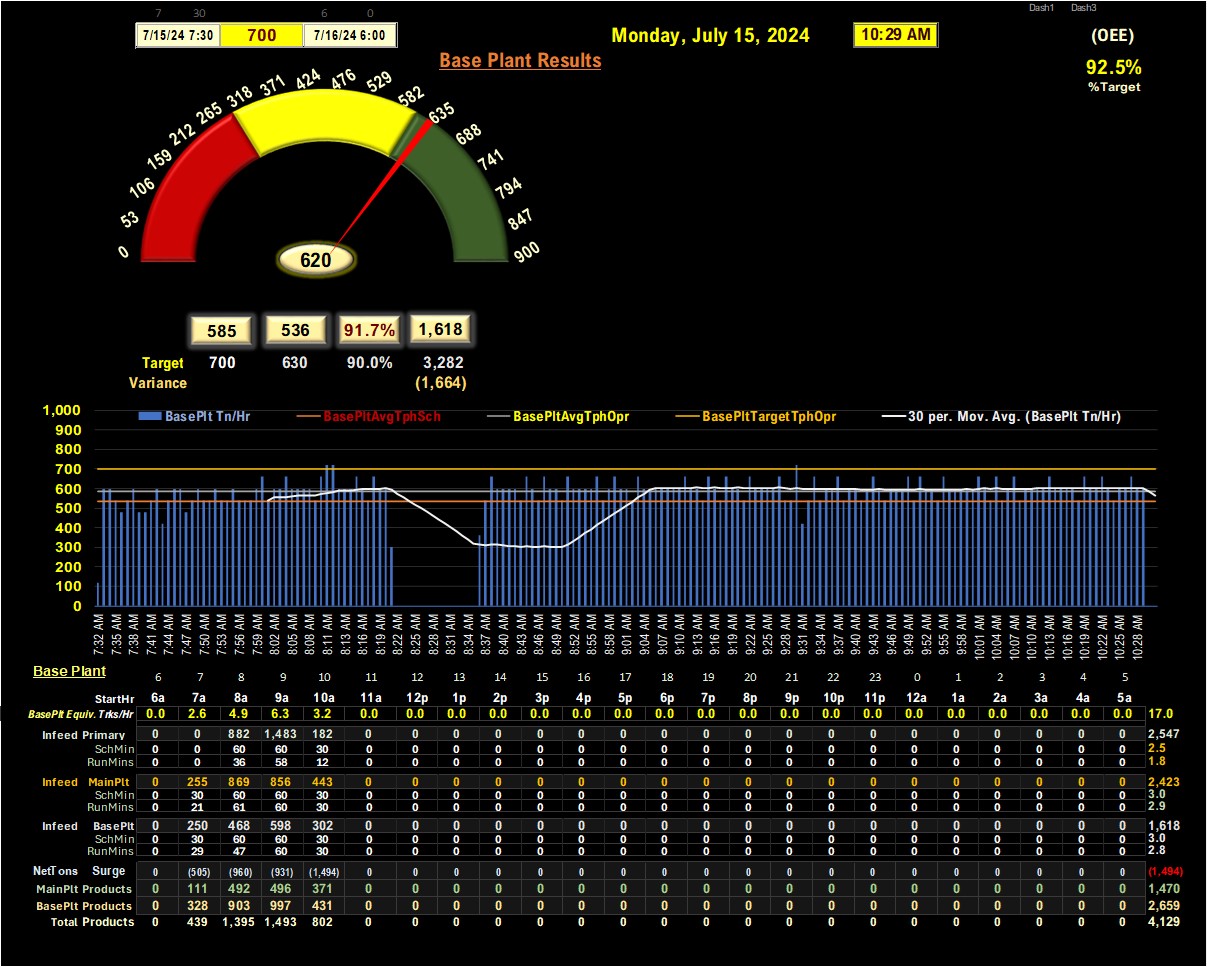 7 30 6 0 Dash1 Dash3
7/15/24 7:30 700 7/16/24 6:00 Monday, July 15, 2024 10:29 AM (OEE)
Base Plant Results 92.5%
%Target
0 53 106 159 212 265 318 371 424 476 529 582 635 688 741 794 847 900
620
585 536 91.7% 1,618
Target 700 630 90.0% 3,282
Variance (1,664)
BasePlt Tn/Hr BasePltAvgTphSch BasePltAvgTphOpr BasePltTargetTphOpr 30 per. Mov. Avg. (BasePlt Tn/Hr)
1,000
900
800
700
600
500
400
300
200
100
0
7:32 AM 7:35 AM 7:38 AM 7:41 AM 7:44 AM 7:47 AM 7:50 AM 7:53 AM 7:56 AM 7:59 AM 8:02 AM 8:05 AM 8:08 AM 8:11 AM 8:13 AM 8:16 AM 8:19 AM 8:22 AM 8:28 AM 8:31 AM 8:34 AM 8:37 AM 8:40 AM 8:43 AM 8:46 AM 8:49 AM 8:52 AM 8:55 AM 8:58 AM 9:01 AM 9:04 AM 9:07 AM 9:10 AM 9:13 AM 9:16 AM 9:19 AM 9:22 AM 9:25 AM 9:28 AM 9:31 AM 9:34 AM 9:37 AM 9:40 AM 9:43 AM 9:46 AM 9:49 AM 9:52 AM 9:55 AM 9:58 AM 10:01 AM 10:04 AM 10:07 AM 10:10 AM 10:13 AM 10:16 AM 10:19 AM 10:22 AM 10:25 AM 10:28 AM
Base Plant
6 7 8 9 10 11 12 13 14 15 16 17 18 19 20 21 22 23 0 1 2 3 4 5
StartHr 6a 7a 8a 9a 10a 11a 12p 1p 2p 3p 4p 5p 6p 7p 8p 9p 10p 11p 12a 1a 2a 3a 4a 5a
BasePlt Equiv. Trks/Hr 0.0 2.6 4.9 6.3 3.2 0.0 0.0 0.0 0.0 0.0 0.0 0.0 0.0 0.0 0.0 0.0 0.0 0.0 0.0 0.0 0.0 0.0 0.0 0.0 17.0
Infeed Primary 0 0 882 1,483 182 0 0 0 0 0 0 0 0 0 0 0 0 0 0 0 0 0 0 0 2,547
SchMin 0 0 60 60 30 0 0 0 0 0 0 0 0 0 0 0 0 0 0 0 0 0 0 0 2.5
RunMins 0 0 36 58 12 0 0 0 0 0 0 0 0 0 0 0 0 0 0 0 0 0 0 0 1.8
Infeed MainPlt 0 255 869 856 443 0 0 0 0 0 0 0 0 0 0 0 0 0 0 0 0 0 0 0 2,423
SchMin 0 30 60 60 30 0 0 0 0 0 0 0 0 0 0 0 0 0 0 0 0 0 0 0 3.0
RunMins 0 21 61 60 30 0 0 0 0 0 0 0 0 0 0 0 0 0 0 0 0 0 0 0 2.9
Infeed BasePlt 0 250 468 598 302 0 0 0 0 0 0 0 0 0 0 0 0 0 0 0 0 0 0 0 1,618
SchMin 0 30 60 60 30 0 0 0 0 0 0 0 0 0 0 0 0 0 0 0 0 0 0 0 3.0
RunMins 0 29 47 60 30 0 0 0 0 0 0 0 0 0 0 0 0 0 0 0 0 0 0 0 2.8
NetTons Surge 0 (505) (960) (931) (1,494) 0 0 0 0 0 0 0 0 0 0 0 0 0 0 0 0 0 0 0 (1,494)
MainPlt Products 0 111 492 496 371 0 0 0 0 0 0 0 0 0 0 0 0 0 0 0 0 0 0 0 1,470
BasePlt Products 0 328 903 997 431 0 0 0 0 0 0 0 0 0 0 0 0 0 0 0 0 0 0 0 2,659
Total Products 0 439 1,395 1,493 802 0 0 0 0 0 0 0 0 0 0 0 0 0 0 0 0 0 0 0 4,129